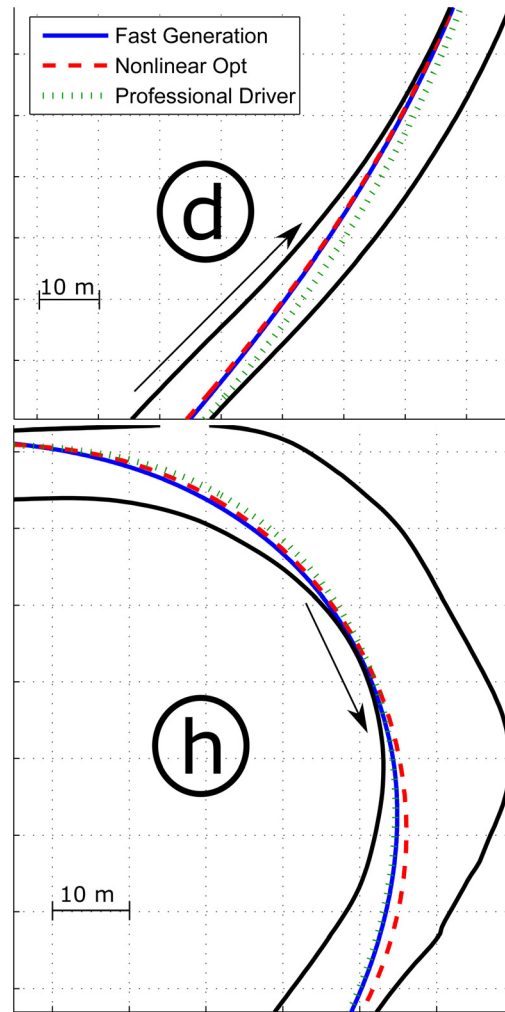 Fast Generation
Nonlinear Opt
Professional Driver
d
10 m
h
10 m